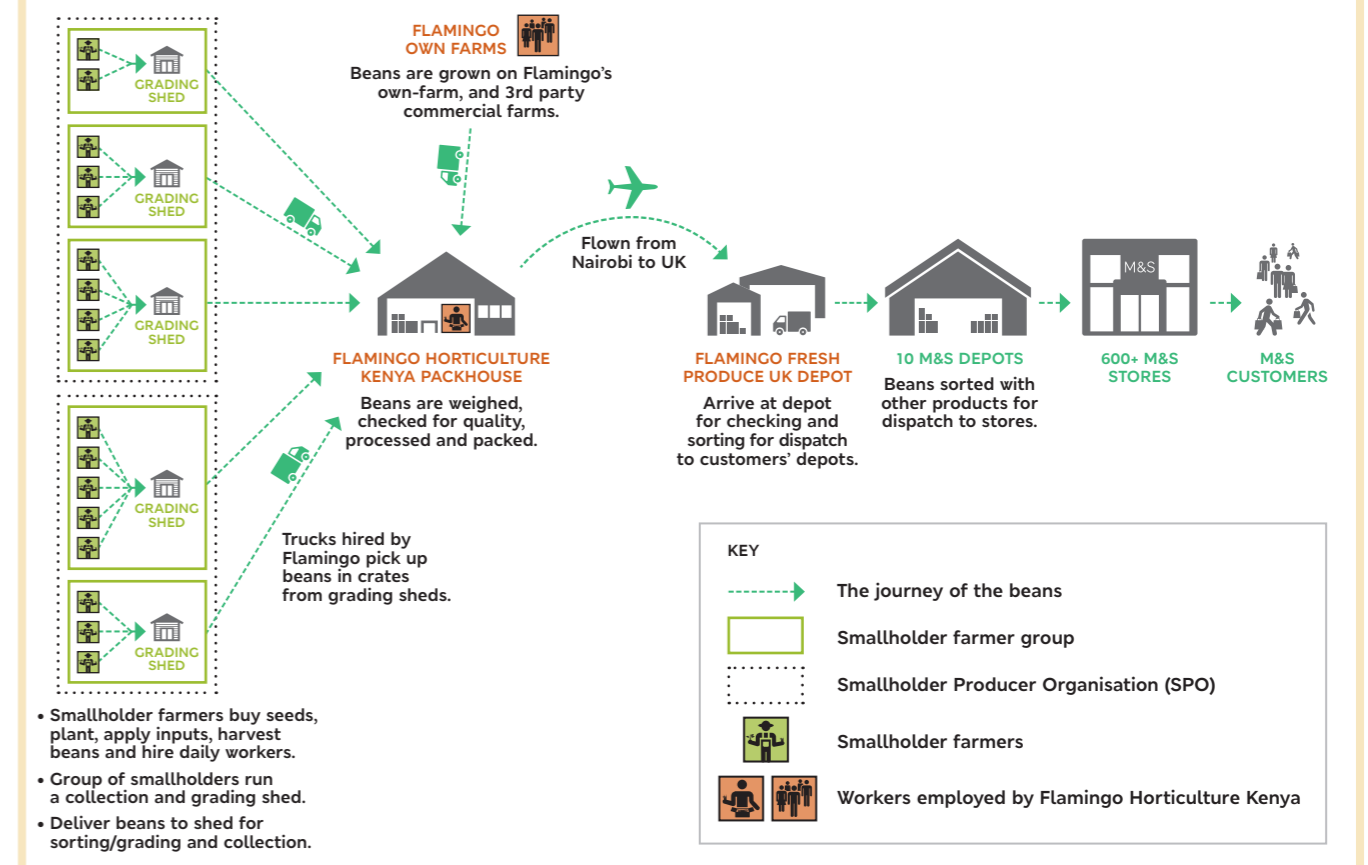 GRADING
SHED
GRADING
SHED
GRADING
SHED
GRADING
SHED
GRADING
SHED
• Smallholder farmers buy seeds,
plant, apply inputs, harvest
beans and hire daily workers.
• Group of smallholders run
a collection and grading shed.
• Deliver beans to shed for
sorting/grading and collection.
FLAMINGO
OWN FARMS
Beans are grown on Flamingo's
own-farm, and 3rd party
commercial farms.
Trucks hired by
Flamingo pick up
beans in crates
from grading sheds.
FLAMINGO HORTICULTURE
KENYA PACKHOUSE
Beans are weighed,
checked for quality,
processed and packed.
Flown from
Nairobi to UK
FLAMINGO FRESH
PRODUCE UK DEPOT
Arrive at depot
for checking and
sorting for dispatch
to customers' depots.
10 M&S DEPOTS
Beans sorted with
other products for
dispatch to stores.
M&S
600+ M&S
STORES
M&S
CUSTOMERS
KEY
The journey of the beans
Smallholder farmer group
Smallholder Producer Organisation (SPO)
Smallholder farmers
Workers employed by Flamingo Horticulture Kenya